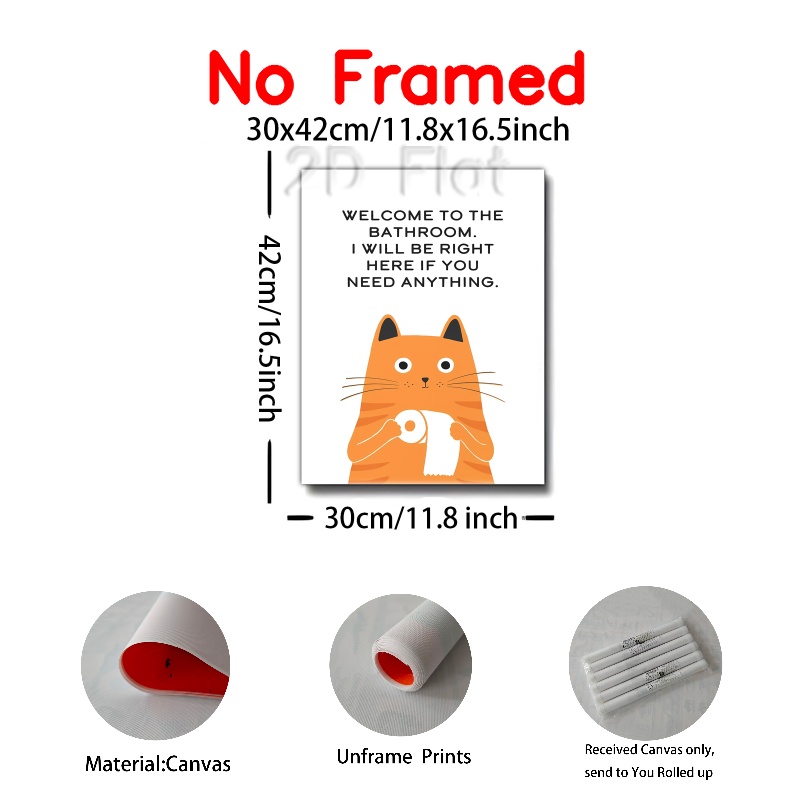 No Framed
30x42cm/11.8x16.5inch
2D Flat
WELCOME TO THE
BATHROOM.
I WILL BE RIGHT
HERE IF YOU
NEED ANYTHING.
42cm/16.5inch
30cm/11.8 inch
Material:Canvas
Unframe Prints
Received Canvas only,
send to You Rolled up